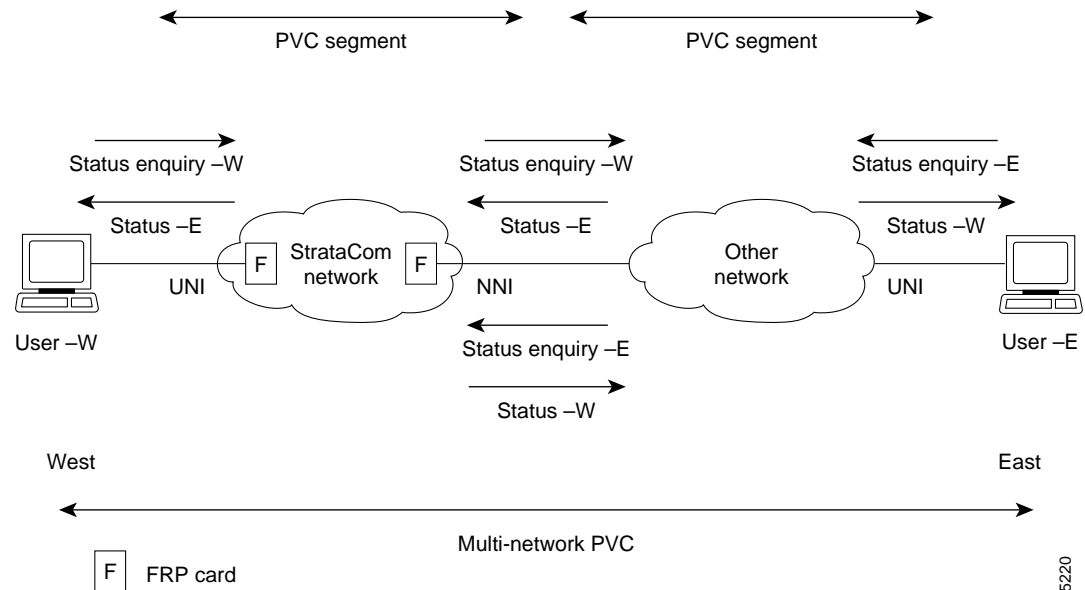 PVC segment
PVC segment
Status enquiry –W
Status enquiry –W
Status enquiry –E
Status –E
Status –E
Status –W
F
StrataCom
network
F
Other
network
UNI
NNI
UNI
User –W
User –E
Status enquiry –E
Status –W
West
East
Multi-network PVC
F
FRP card
5220